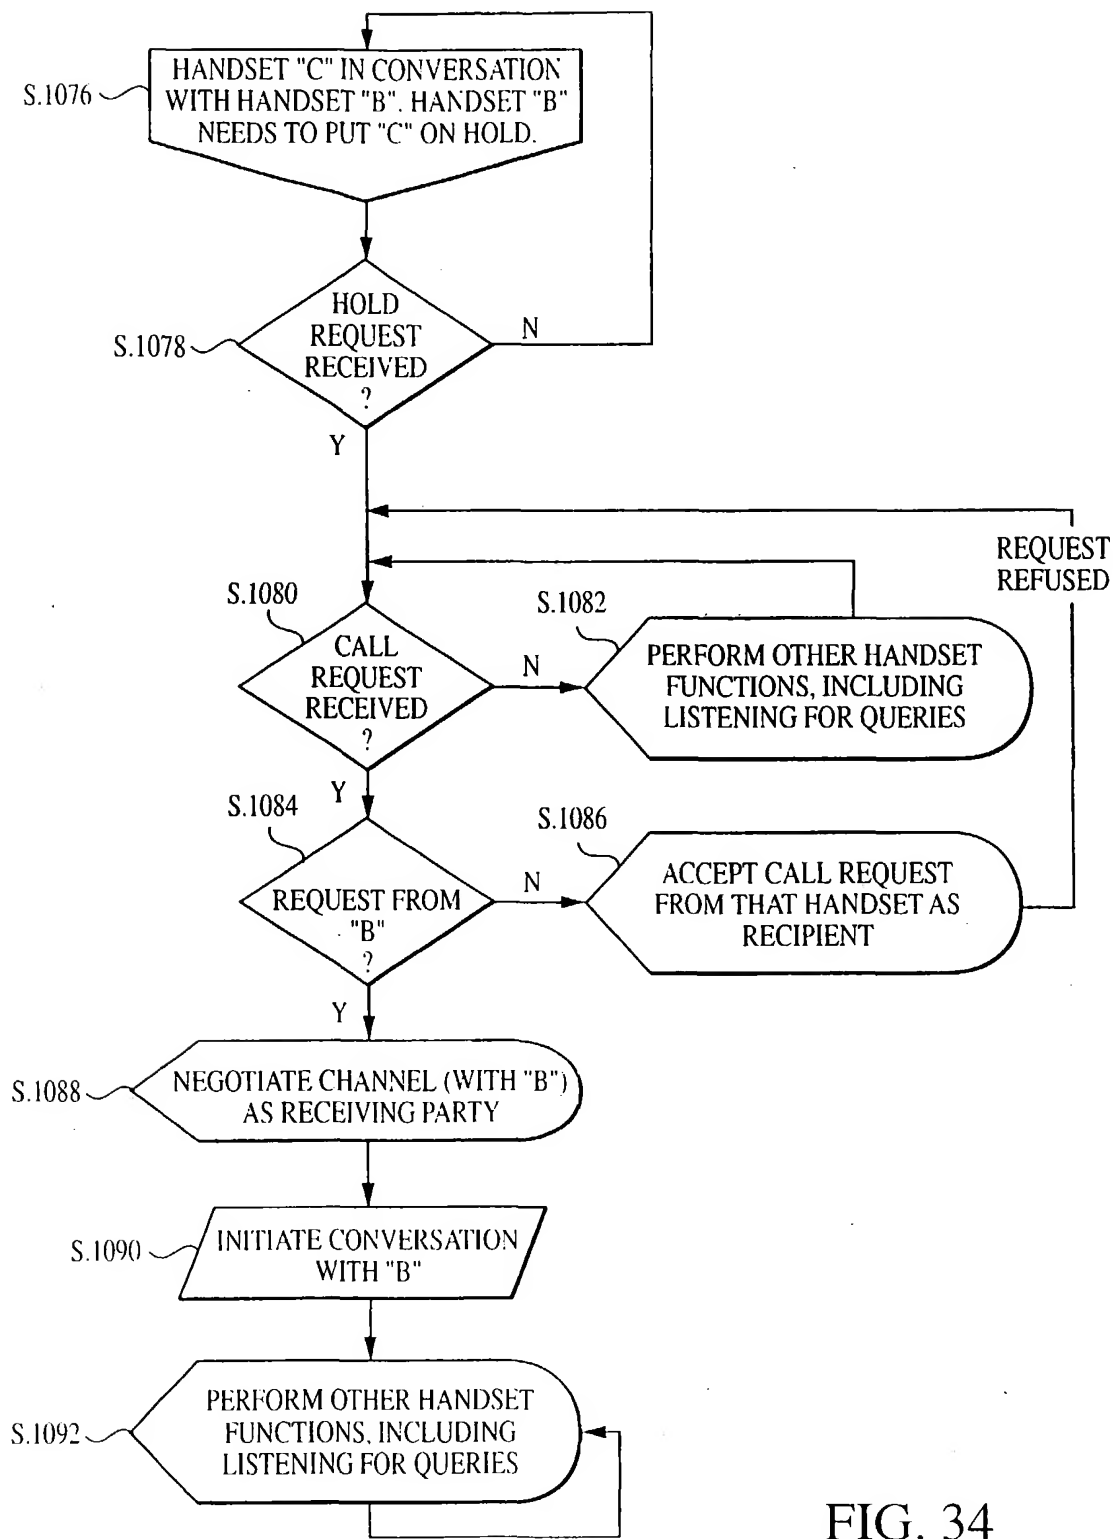 S.1076
HANDSET "C" IN CONVERSATION
WITH HANDSET "B". HANDSET "B"
NEEDS TO PUT "C" ON HOLD.
S.1078
HOLD
REQUEST
RECEIVED
?
N
Y
REQUEST
REFUSED
S.1080
CALL
REQUEST
RECEIVED
?
N
Y
S.1082
PERFORM OTHER HANDSET
FUNCTIONS, INCLUDING
LISTENING FOR QUERIES
S.1084
REQUEST FROM
"B"
?
N
Y
S.1086
ACCEPT CALL REQUEST
FROM THAT HANDSET AS
RECIPIENT
S.1088
NEGOTIATE CHANNEL (WITH "B")
AS RECEIVING PARTY
S.1090
INITIATE CONVERSATION
WITH "B"
S.1092
PERFORM OTHER HANDSET
FUNCTIONS, INCLUDING
LISTENING FOR QUERIES
FIG. 34